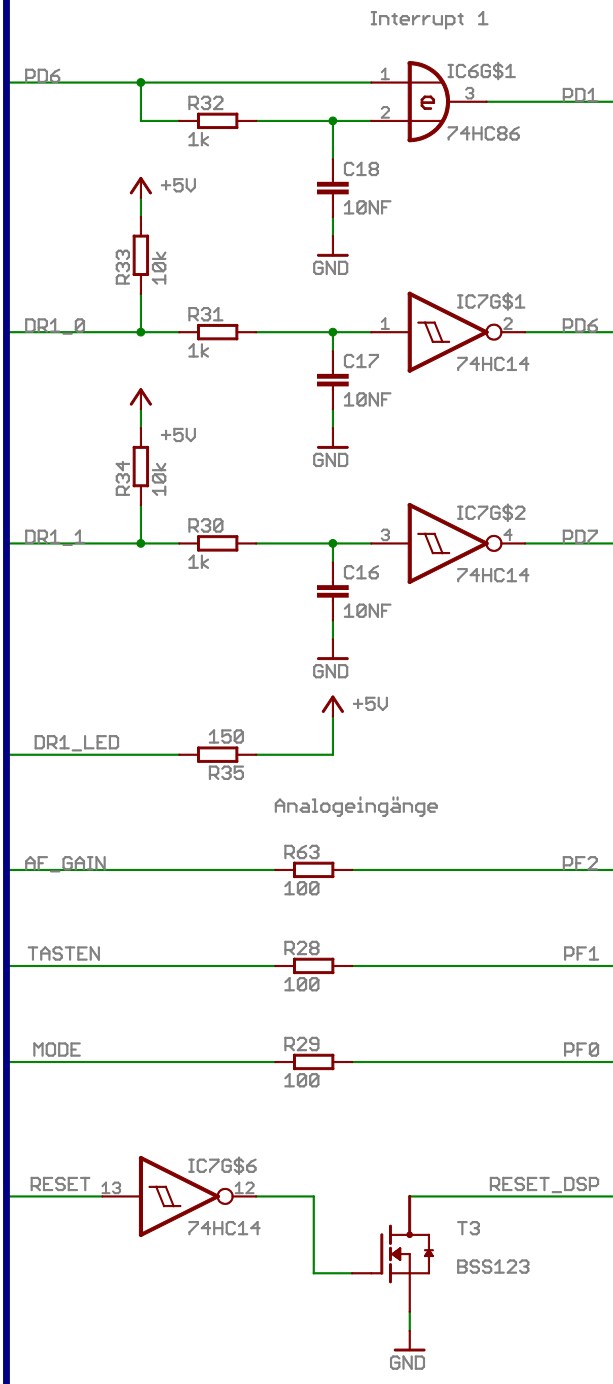 Interrupt 1
PD6
1
IC6G$1
3
PD1
R32
e
2
1k
74HC86
C18
+5V
10NF
R33
10k
GND
IC7G$1
R31
DR1_0
1
2
PD6
1k
C17
74HC14
10NF
+5V
R34
10k
GND
IC7G$2
R30
DR1_1
3
4
PD7
1k
C16
74HC14
10NF
GND
+5V
DR1_LED
150
R35
Analogeingänge
R63
AF_GAIN
PF2
100
R28
TASTEN
PF1
100
R29
MODE
PF0
100
IC7G$6
RESET
13
12
RESET_DSP
74HC14
T3
BSS123
GND